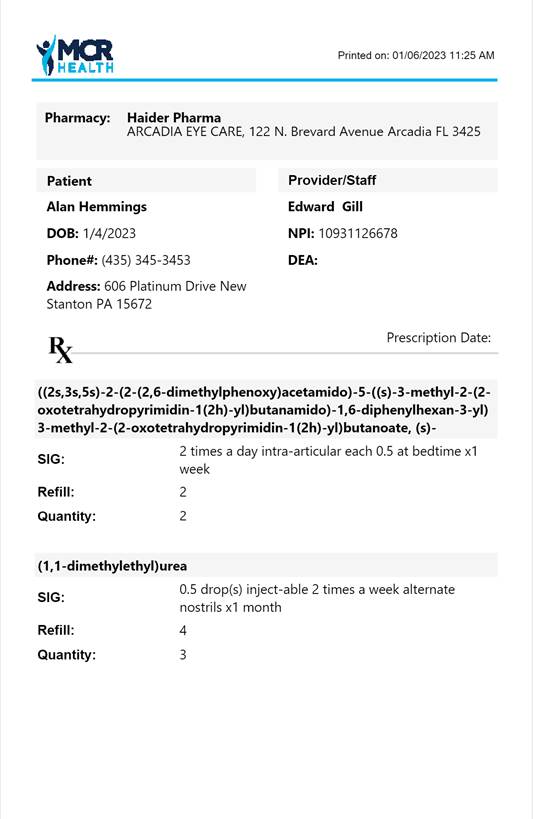 MCR
HEALTH
Printed on: 01/06/2023 11:25 AM
Pharmacy: Haider Pharma
ARCADIA EYE CARE, 122 N. Brevard Avenue Arcadia FL 3425
Patient
Provider/Staff
Alan Hemmings
Edward Gill
DOB: 1/4/2023
NPI: 10931126678
Phone#: (435) 345-3453
DEA:
Address: 606 Platinum Drive New
Stanton PA 15672
Rx
Prescription Date:
((2s,3s,5s)-2-(2-(2,6-dimethylphenoxy)acetamido)-5-((s)-3-methyl-2-(2-
oxotetrahydropyrimidin-1(2h)-yl)butanamido)-1,6-diphenylhexan-3-yl)
3-methyl-2-(2-oxotetrahydropyrimidin-1(2h)-yl)butanoate, (s)-
SIG: 2 times a day intra-articular each 0.5 at bedtime x1
week
Refill: 2
Quantity: 2
(1,1-dimethylethyl)urea
SIG: 0.5 drop(s) inject-able 2 times a week alternate
nostrils x1 month
Refill: 4
Quantity: 3